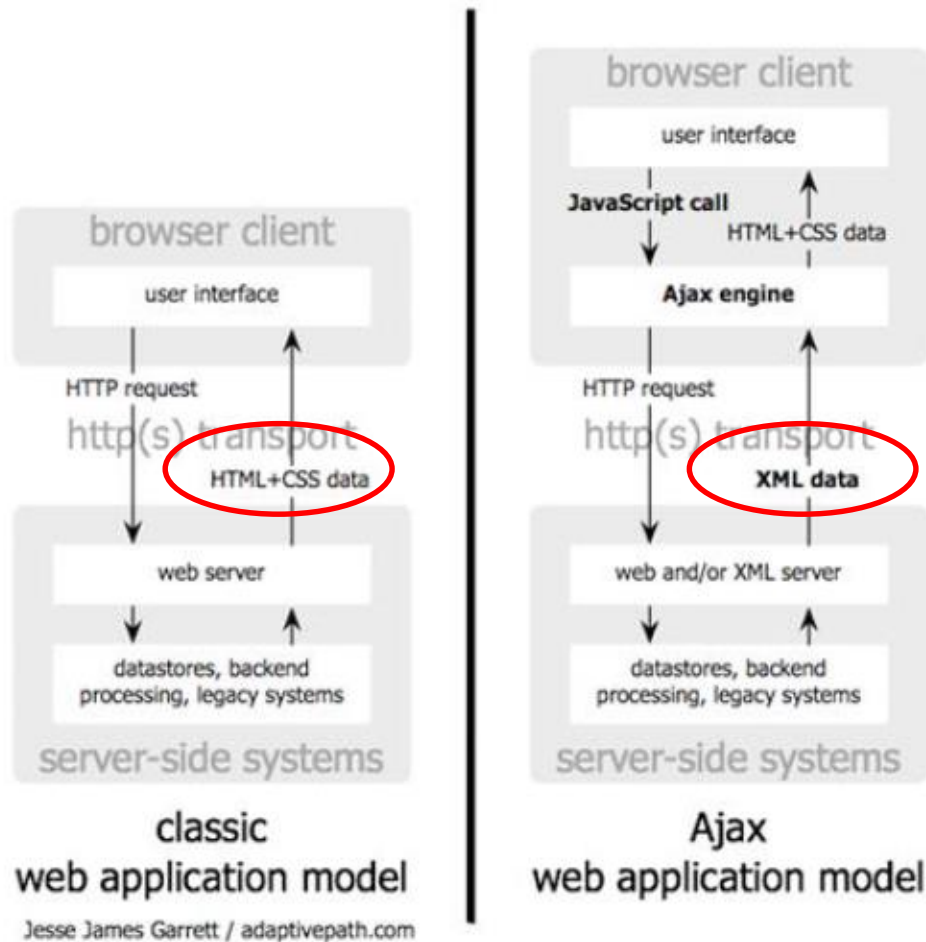 browser client
user interface
HTTP request
http(s) transport
HTML+CSS data
web server
datastores, backend
processing, legacy systems
server-side systems
classic
web application model
Jesse James Garrett / adaptivepath.com
browser client
user interface
JavaScript call
HTML+CSS data
Ajax engine
HTTP request
http(s) transport
XML data
web and/or XML server
datastores, backend
processing, legacy systems
server-side systems
Ajax
web application model